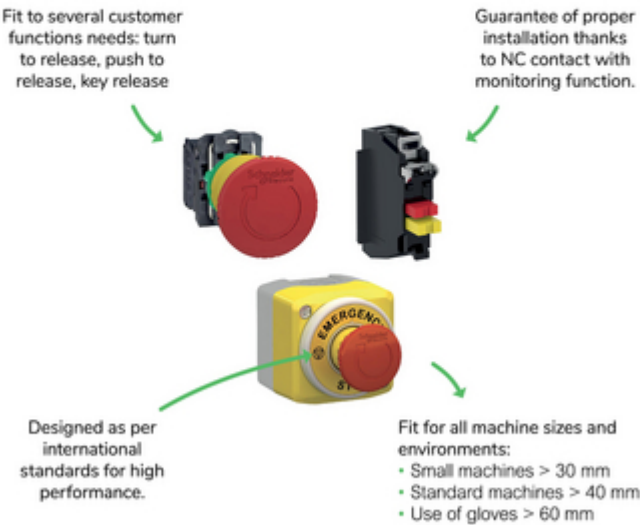 Fit to several customer
functions needs: turn
to release, push to
release, key release
Guarantee of proper
installation thanks
to NC contact with
monitoring function.
Schneider
EMERGENCY
Designed as per
international
standards for high
performance.
Fit for all machine sizes and
environments:
• Small machines > 30 mm
• Standard machines > 40 mm
• Use of gloves > 60 mm